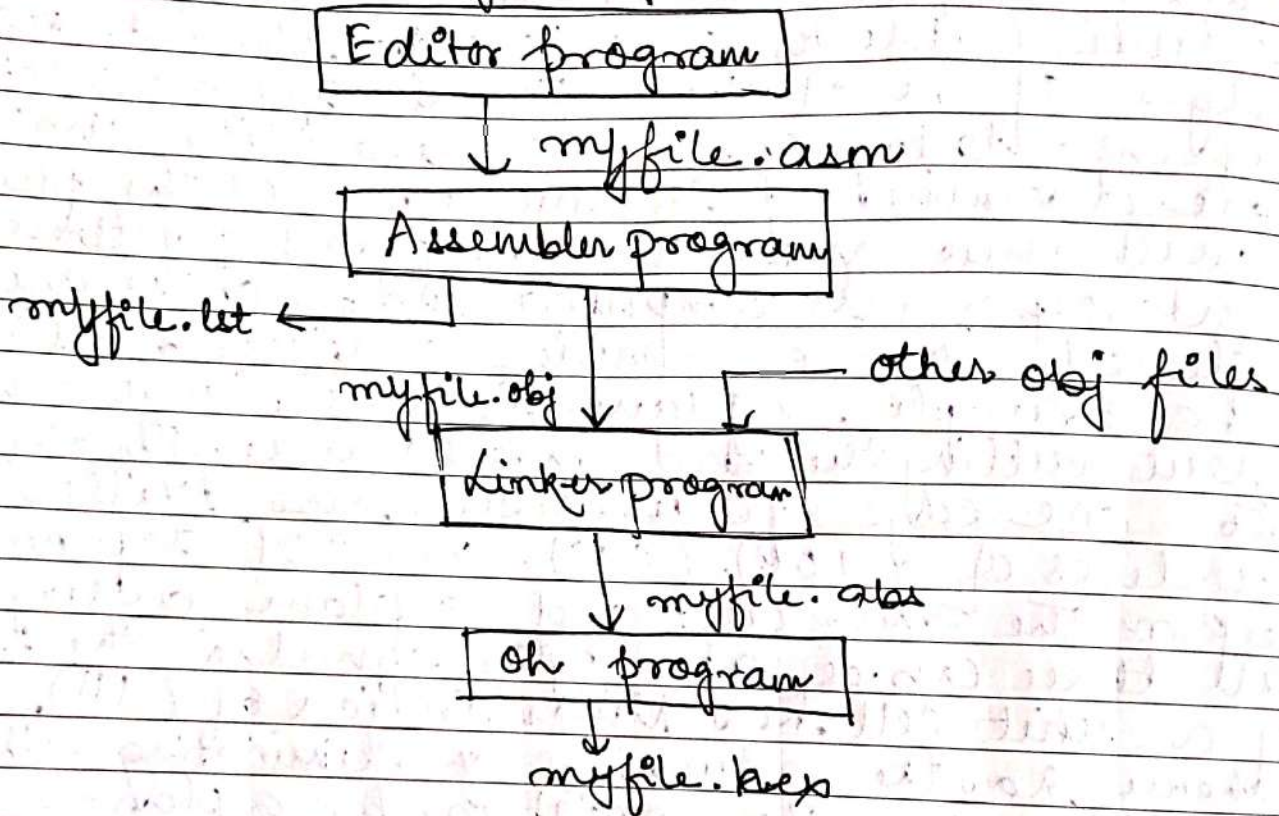 Editor program
myfile.asm
Assembler program
myfile.lst
other obj files
myfile.obj
Linker program
myfile.abs
oh program
myfile.hex